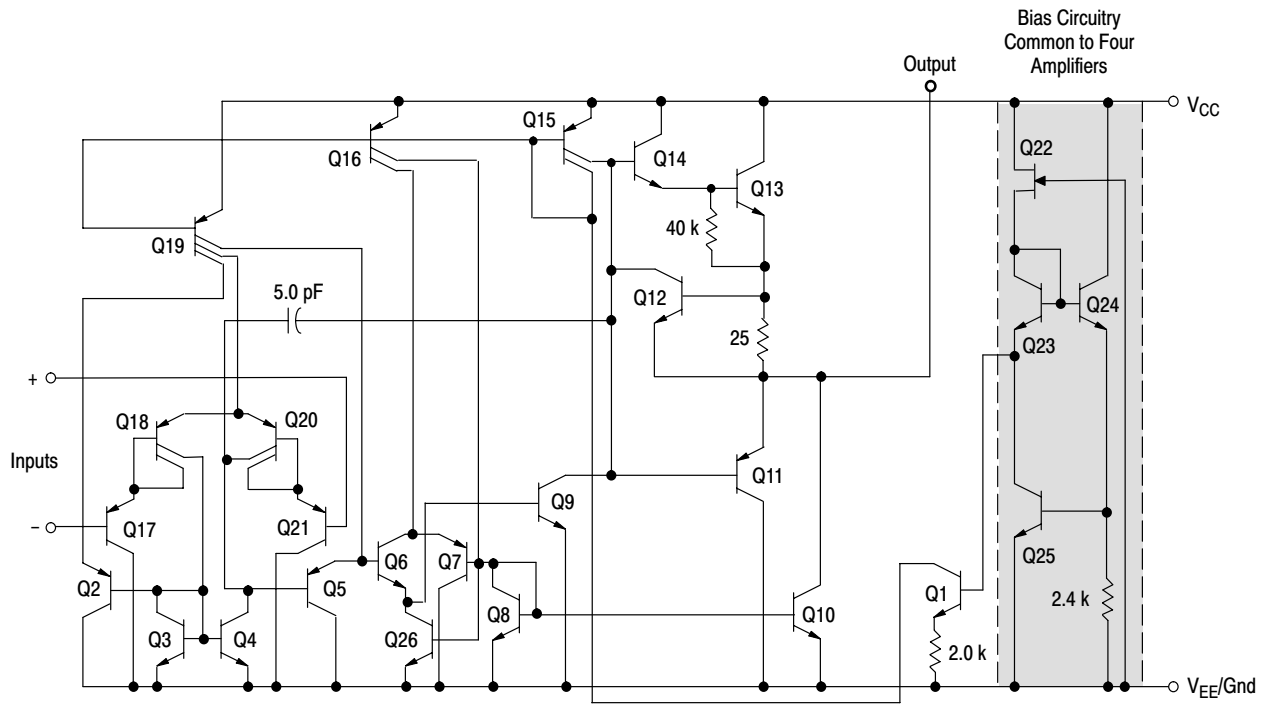 Bias Circuitry
Common to Four
Amplifiers
Output
VCC
Q15
Q22
Q16
Q14
Q13
Q19
40 k
5.0 pF
Q12
Q24
25
Q23
+
Q18
Q20
Inputs
Q11
Q9
−
Q17
Q21
Q25
Q6
Q7
Q2
Q5
Q1
2.4 k
Q3
Q4
Q8
Q10
Q26
2.0 k
VEE/Gnd